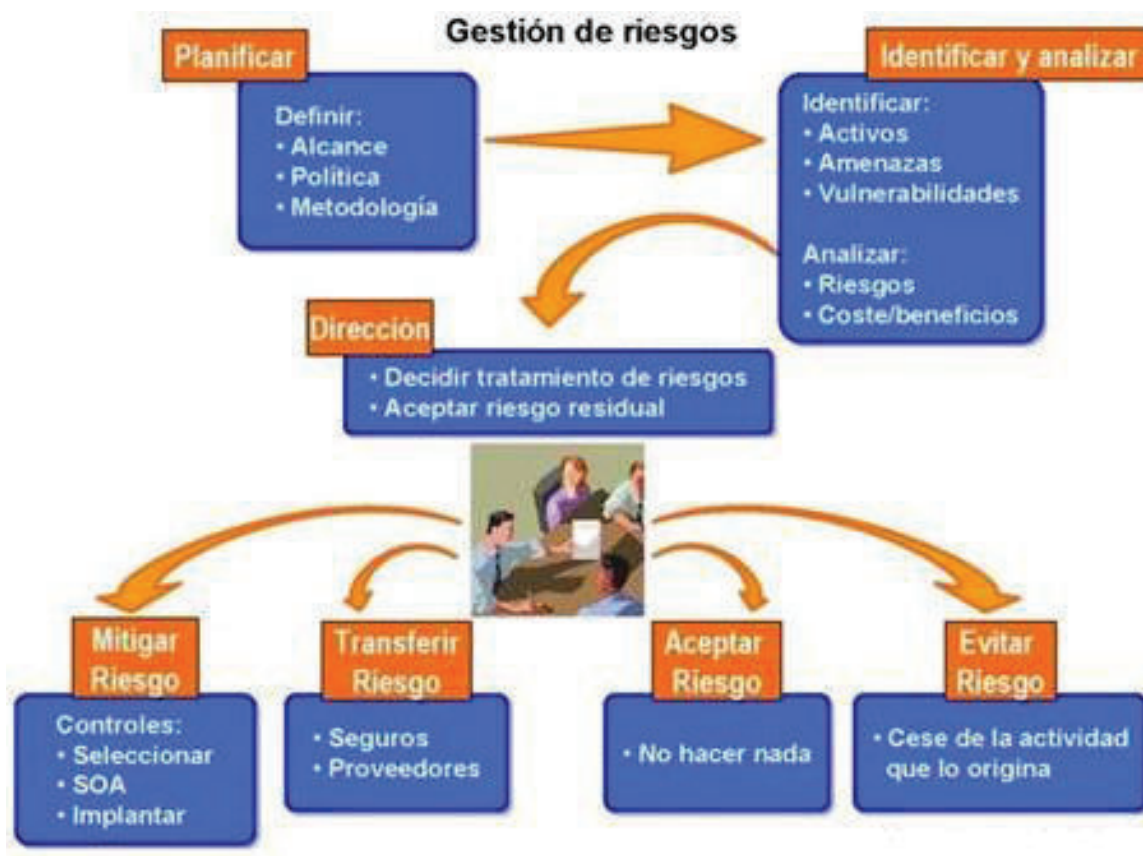 Gestión de riesgos
Planificar
Definir:
• Alcance
• Política
• Metodología
Identificar y analizar
Identificar:
• Activos
• Amenazas
• Vulnerabilidades
Analizar:
• Riesgos
• Coste/beneficios
Dirección
• Decidir tratamiento de riesgos
• Aceptar riesgo residual
Mitigar
Riesgo
Controles:
• Seleccionar
• SOA
• Implantar
Transferir
Riesgo
• Seguros
• Proveedores
Aceptar
Riesgo
• No hacer nada
Evitar
Riesgo
• Cese de la actividad
que lo origina